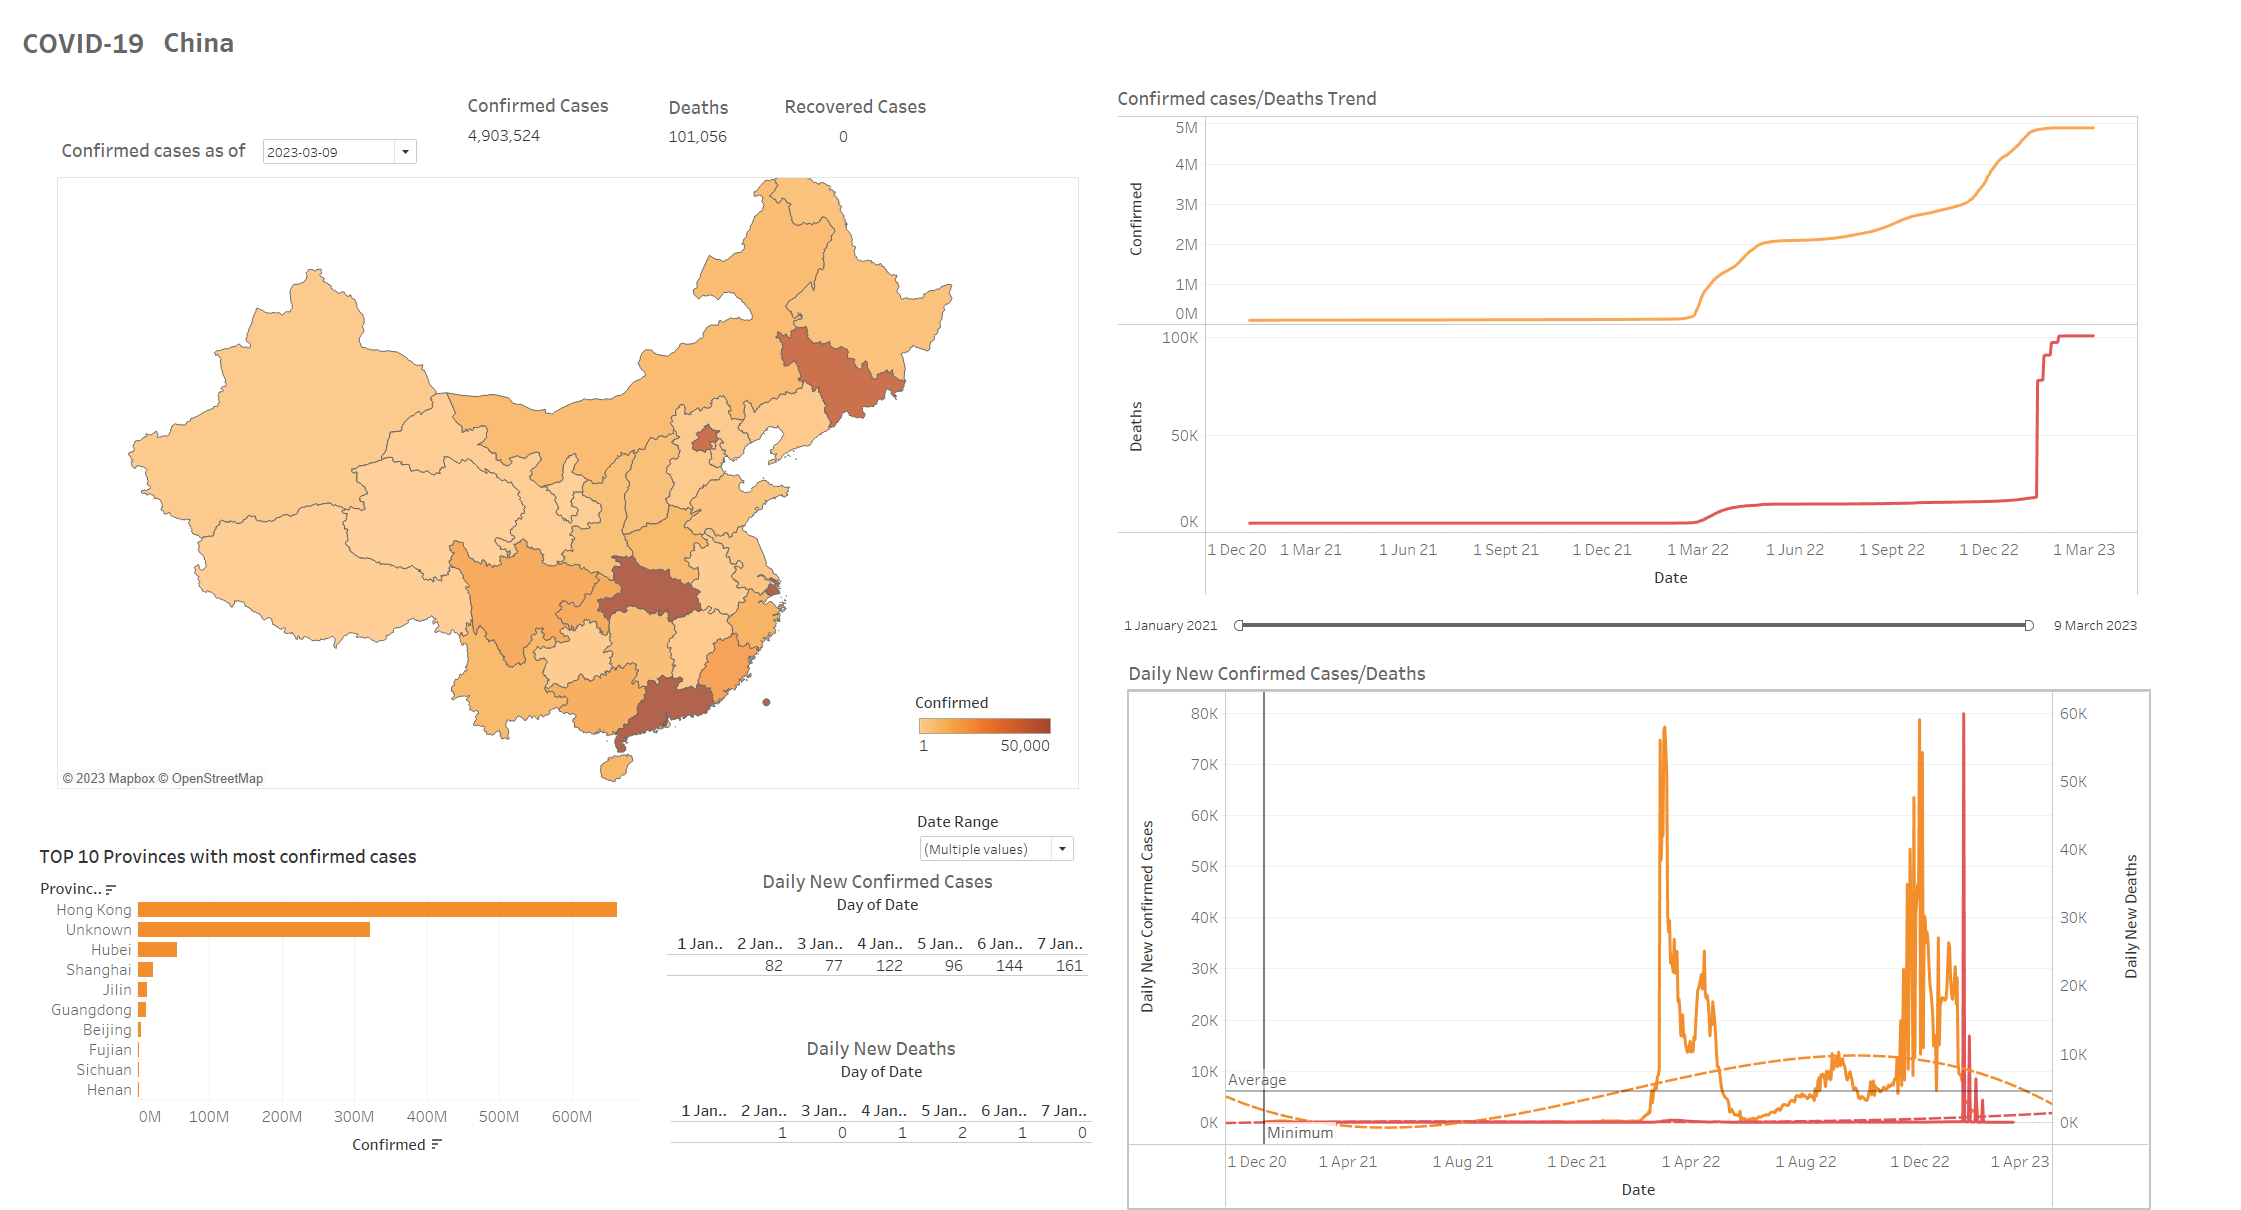 COVID-19 China
Confirmed Cases
4,903,524
Deaths
101,056
Recovered Cases
0
Confirmed cases as of
2023-03-09
Confirmed
1
50,000
© 2023 Mapbox © OpenStreetMap
TOP 10 Provinces with most confirmed cases
Provinc..
Hong Kong
Unknown
Hubei
Shanghai
Jilin
Guangdong
Beijing
Fujian
Sichuan
Henan
0M 100M 200M 300M 400M 500M 600M
Confirmed
Date Range
(Multiple values)
Daily New Confirmed Cases
Day of Date
1 Jan.. 2 Jan.. 3 Jan.. 4 Jan.. 5 Jan.. 6 Jan.. 7 Jan..
82 77 122 96 144 161
Daily New Deaths
Day of Date
1 Jan.. 2 Jan.. 3 Jan.. 4 Jan.. 5 Jan.. 6 Jan.. 7 Jan..
1 0 1 2 1 0
Confirmed cases/Deaths Trend
Confirmed
5M
4M
3M
2M
1M
0M
Deaths
100K
50K
0K
1 Dec 20 1 Mar 21 1 Jun 21 1 Sept 21 1 Dec 21 1 Mar 22 1 Jun 22 1 Sept 22 1 Dec 22 1 Mar 23
Date
1 January 2021
9 March 2023
Daily New Confirmed Cases/Deaths
Daily New Confirmed Cases
80K
70K
60K
50K
40K
30K
20K
10K
0K
Average
Minimum
60K
50K
40K
30K
20K
10K
0K
Daily New Deaths
1 Dec 20 1 Apr 21 1 Aug 21 1 Dec 21 1 Apr 22 1 Aug 22 1 Dec 22 1 Apr 23
Date